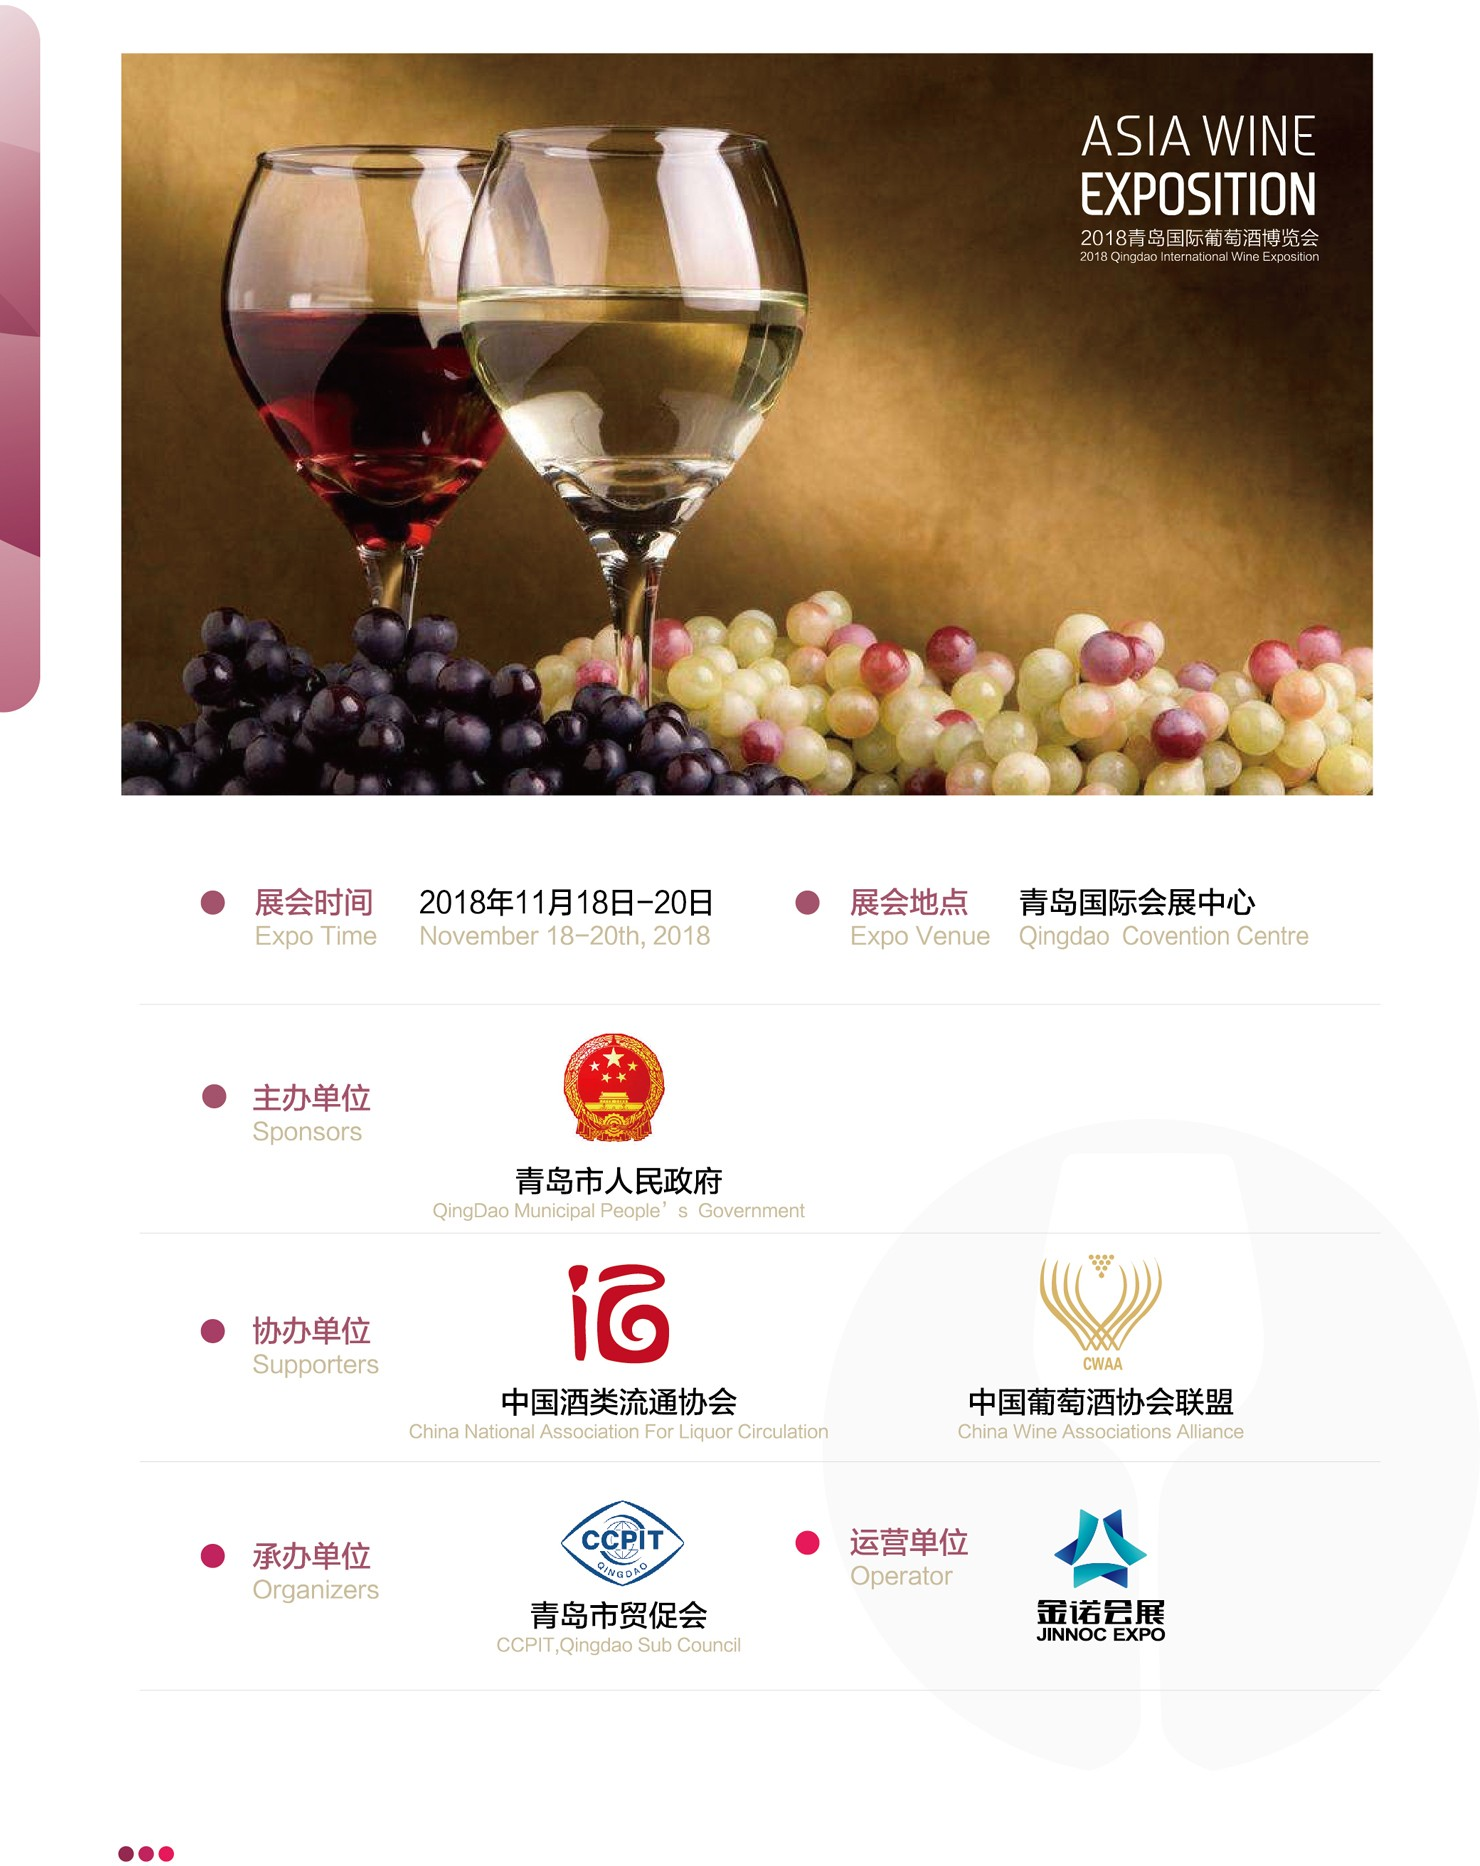 ASIA WINE
EXPOSITION
2018青岛国际葡萄酒博览会
2018 Qingdao International Wine Exposition
展会时间 2018年11月18日-20日
Expo Time November 18-20th, 2018
展会地点 青岛国际会展中心
Expo Venue Qingdao Covention Centre
主办单位
Sponsors
青岛市人民政府
QingDao Municipal People’s Government
协办单位
Supporters
中国酒类流通协会
China National Association For Liquor Circulation
CWAA
中国葡萄酒协会联盟
China Wine Associations Alliance
承办单位
Organizers
CCPIT
QINGDAO
青岛市贸促会
CCPIT,Qingdao Sub Council
运营单位
Operator
金诺会展
JINNOC EXPO